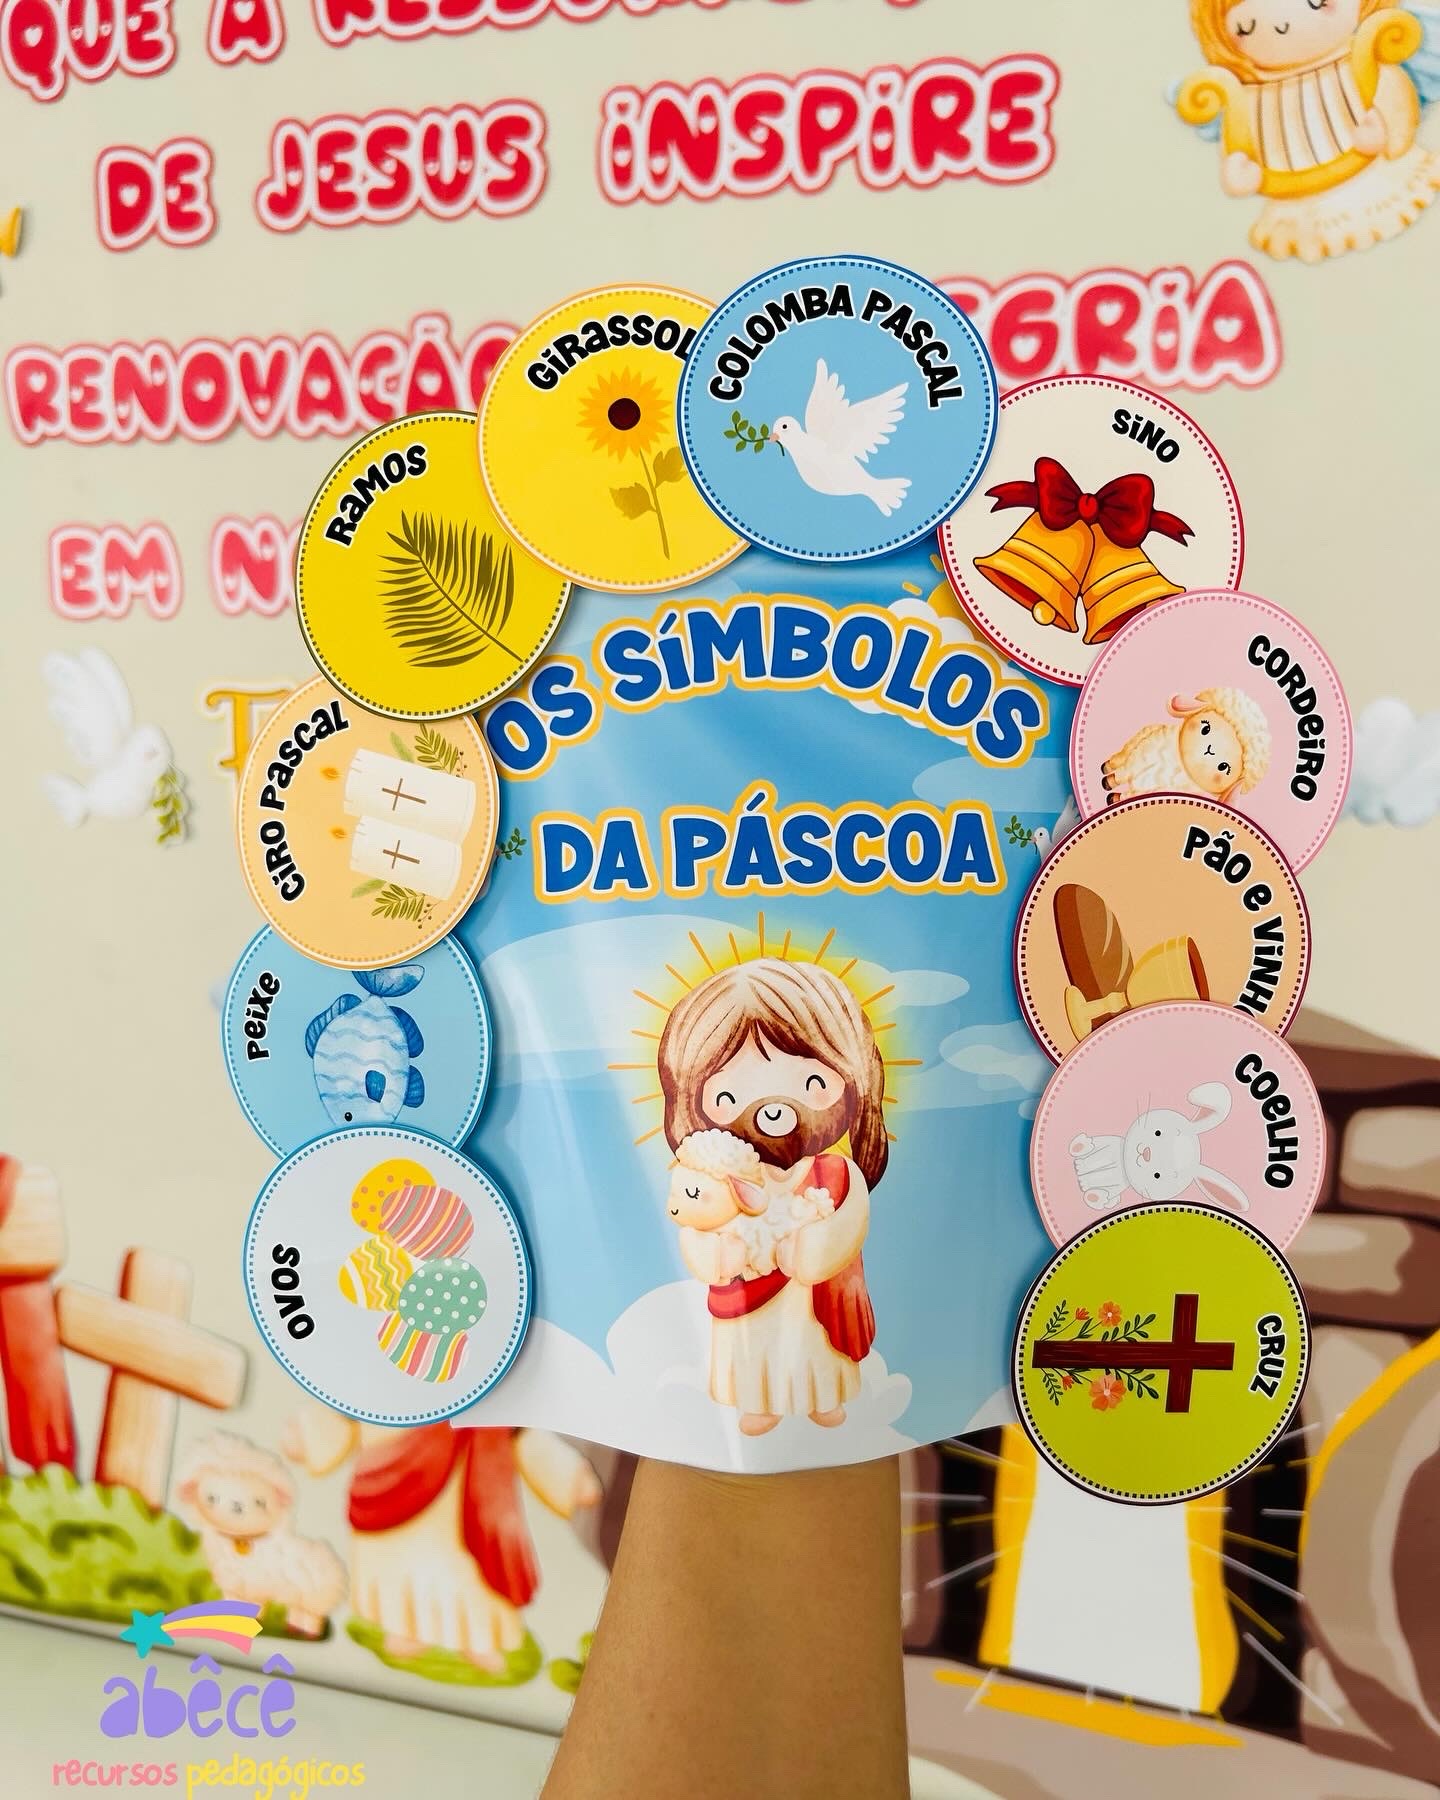 QUE A
DE JESUS INSPIRE
RENOVAÇÃO
EM
GIRASSOL
COLOMBA PASCAL
SINO
RAMOS
CORDEIRO
CIRO PASCAL
PÃO E VINH
PEIXE
COELHO
OVOS
CRUZ
OS SÍMBOLOS
DA PÁSCOA
abêcê
recursos pedagógicos